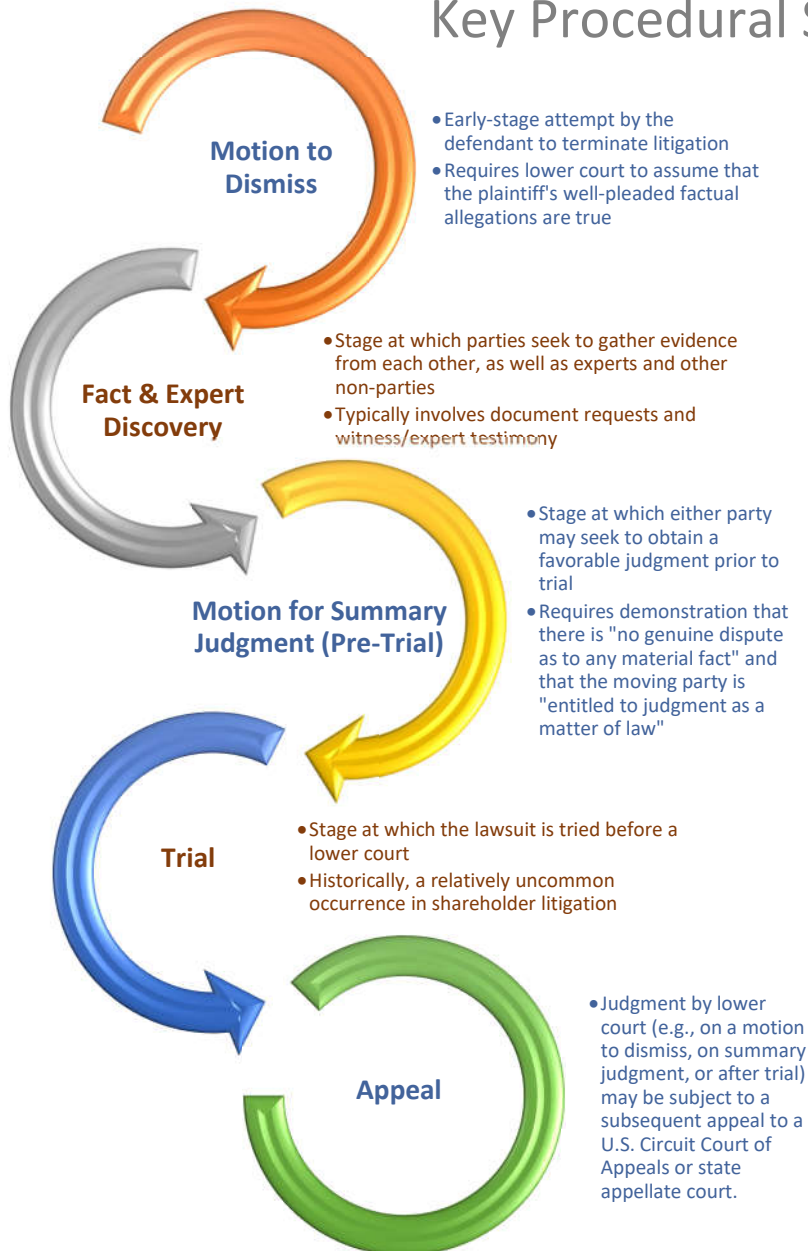 Key Procedural S
Motion to
Dismiss
• Early-stage attempt by the
defendant to terminate litigation
• Requires lower court to assume that
the plaintiff's well-pleaded factual
allegations are true
Fact & Expert
Discovery
• Stage at which parties seek to gather evidence
from each other, as well as experts and other
non-parties
• Typically involves document requests and
witness/expert testimony
Motion for Summary
Judgment (Pre-Trial)
• Stage at which either party
may seek to obtain a
favorable judgment prior to
trial
• Requires demonstration that
there is "no genuine dispute
as to any material fact" and
that the moving party is
"entitled to judgment as a
matter of law"
Trial
• Stage at which the lawsuit is tried before a
lower court
• Historically, a relatively uncommon
occurrence in shareholder litigation
Appeal
• Judgment by lower
court (e.g., on a motion
to dismiss, on summary
judgment, or after trial)
may be subject to a
subsequent appeal to a
U.S. Circuit Court of
Appeals or state
appellate court.